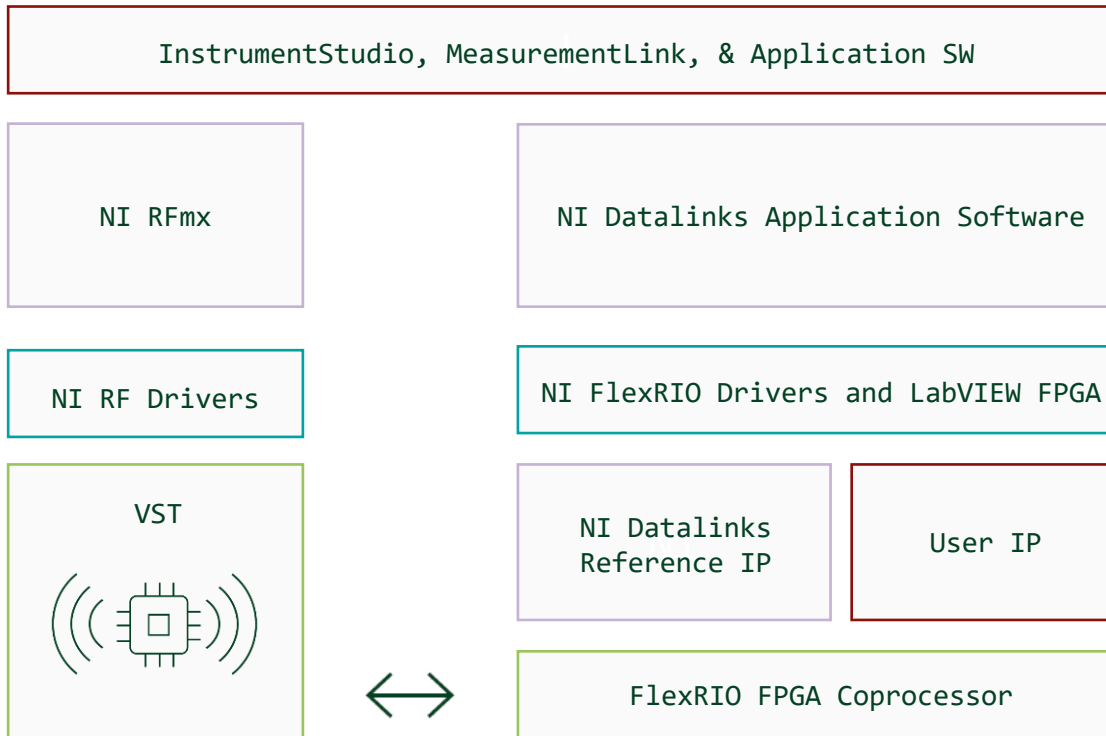 InstrumentStudio, MeasurementLink, & Application SW
NI RFmx
NI Datalinks Application Software
NI RF Drivers
NI FlexRIO Drivers and LabVIEW FPGA
VST
NI Datalinks
Reference IP
User IP
FlexRIO FPGA Coprocessor